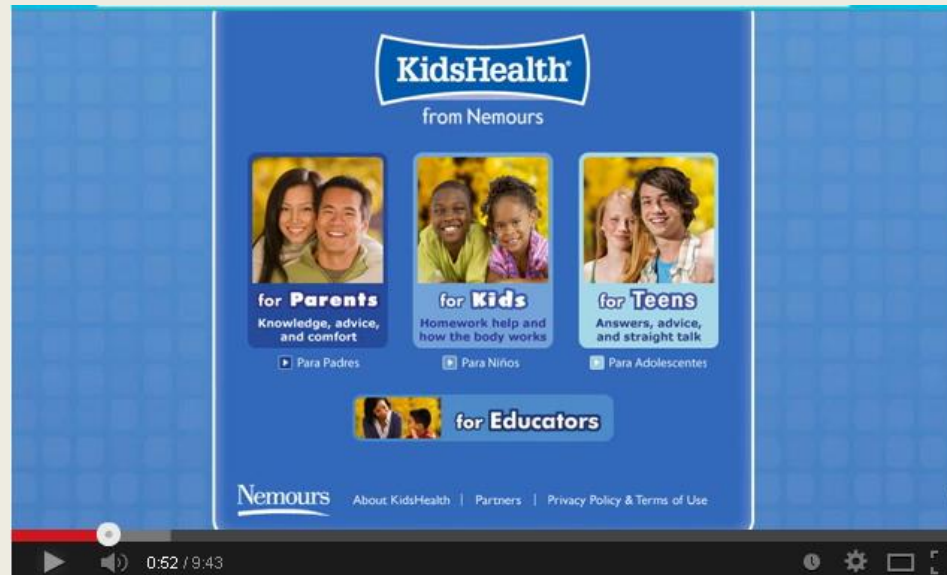 KidsHealth®
from Nemours
for Parents
Knowledge, advice,
and comfort
Para Padres
for Kids
Homework help and
how the body works
Para Niños
for Teens
Answers, advice,
and straight talk
Para Adolescentes
for Educators
Nemours About KidsHealth | Partners | Privacy Policy & Terms of Use
0:52 / 9:43